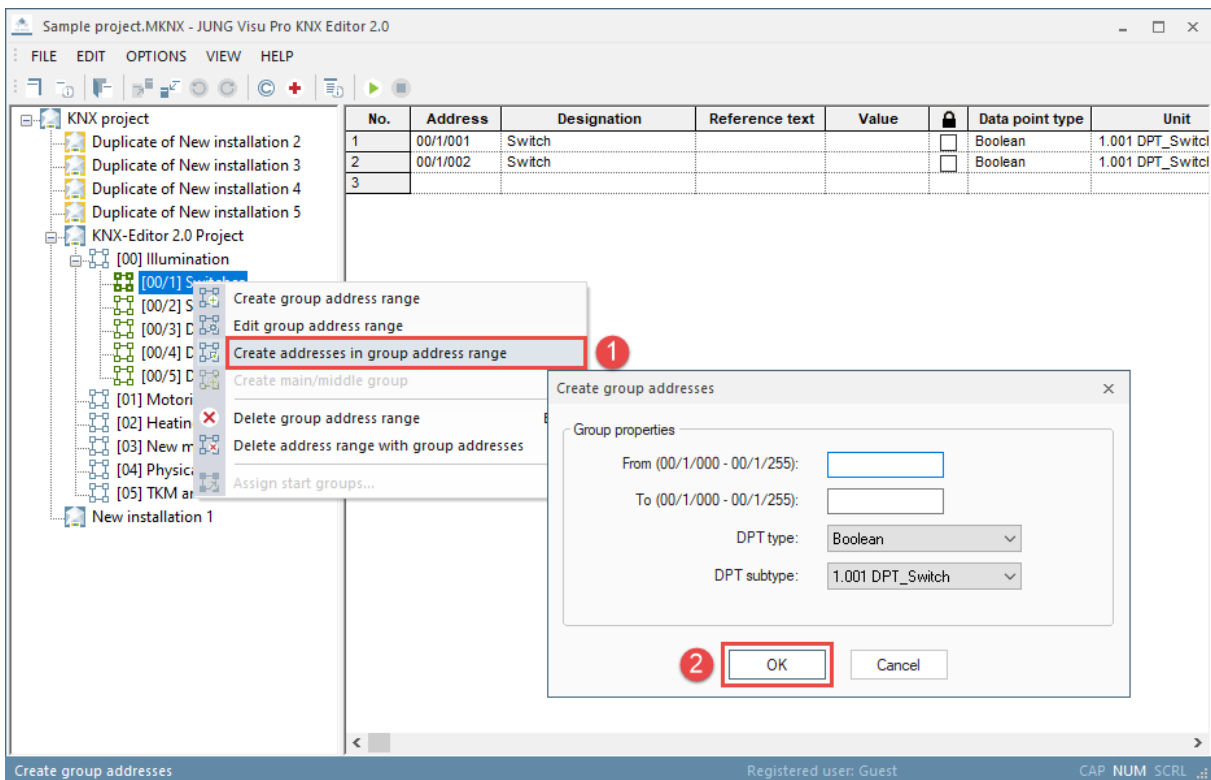 Sample project.MKNX - JUNG Visu Pro KNX Editor 2.0
FILE EDIT OPTIONS VIEW HELP
KNX project
Duplicate of New installation 2
Duplicate of New installation 3
Duplicate of New installation 4
Duplicate of New installation 5
KNX-Editor 2.0 Project
[00] Illumination
[00/1] Switches
[00/2] S
[00/3] D
[00/4] D
[00/5] D
[01] Motori
[02] Heatin
[03] New m
[04] Physica
[05] TKM ar
New installation 1
No. Address Designation Reference text Value Data point type Unit
1 00/1/001 Switch Boolean 1.001 DPT_Switcl
2 00/1/002 Switch Boolean 1.001 DPT_Switcl
3
Create group address range
Edit group address range
Create addresses in group address range
Create main/middle group
Delete group address range E
Delete address range with group addresses
Assign start groups...
1
Create group addresses
Group properties
From (00/1/000 - 00/1/255):
To (00/1/000 - 00/1/255):
DPT type: Boolean
DPT subtype: 1.001 DPT_Switch
2 OK Cancel
Create group addresses Registered user: Guest CAP NUM SCRL